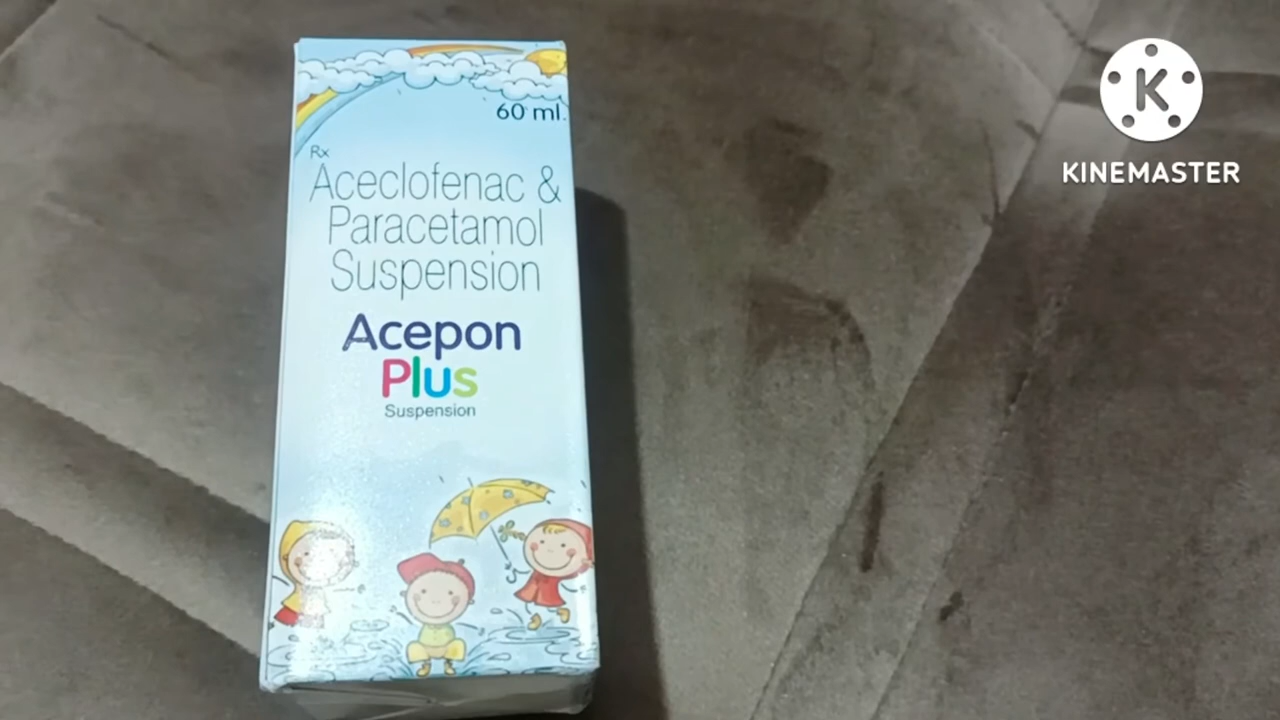 60 ml.
Rx
Aceclofenac &
Paracetamol
Suspension
Acepon
Plus
Suspension
K
KINEMASTER